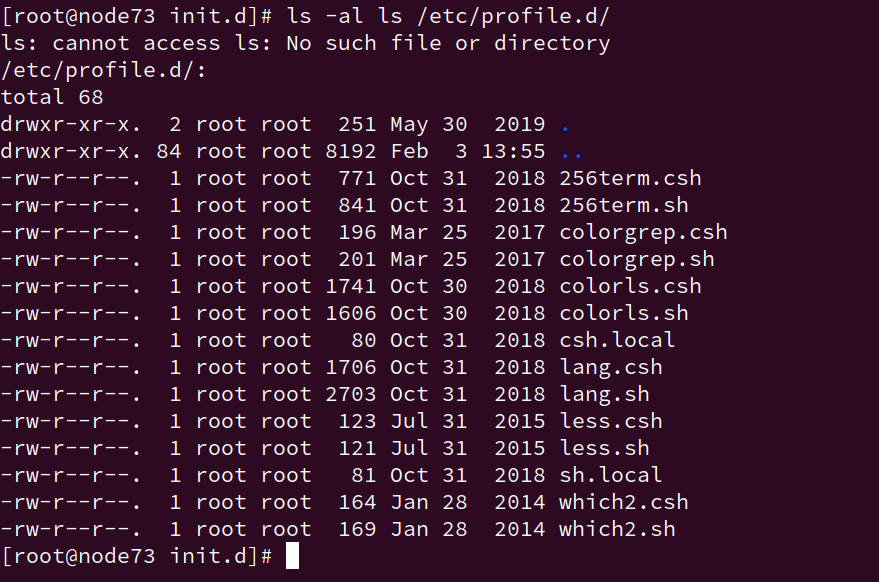 [root@node73 init.d]# ls -al ls /etc/profile.d/
ls: cannot access ls: No such file or directory
/etc/profile.d/:
total 68
drwxr-xr-x.  2 root root  251 May 30  2019 .
drwxr-xr-x. 84 root root 8192 Feb  3 13:55 ..
-rw-r--r--.  1 root root  771 Oct 31  2018 256term.csh
-rw-r--r--.  1 root root  841 Oct 31  2018 256term.sh
-rw-r--r--.  1 root root  196 Mar 25  2017 colorgrep.csh
-rw-r--r--.  1 root root  201 Mar 25  2017 colorgrep.sh
-rw-r--r--.  1 root root 1741 Oct 30  2018 colorls.csh
-rw-r--r--.  1 root root 1606 Oct 30  2018 colorls.sh
-rw-r--r--.  1 root root   80 Oct 31  2018 csh.local
-rw-r--r--.  1 root root 1706 Oct 31  2018 lang.csh
-rw-r--r--.  1 root root 2703 Oct 31  2018 lang.sh
-rw-r--r--.  1 root root  123 Jul 31  2015 less.csh
-rw-r--r--.  1 root root  121 Jul 31  2015 less.sh
-rw-r--r--.  1 root root   81 Oct 31  2018 sh.local
-rw-r--r--.  1 root root  164 Jan 28  2014 which2.csh
-rw-r--r--.  1 root root  169 Jan 28  2014 which2.sh
[root@node73 init.d]#